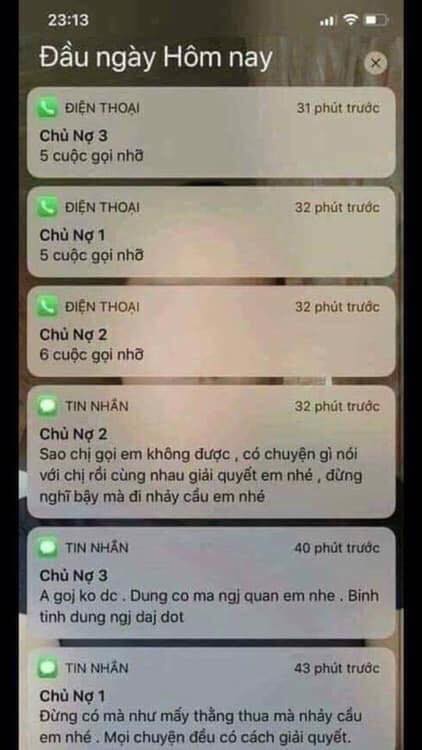 23:13
Đầu ngày Hôm nay
ĐIỆN THOẠI 31 phút trước
Chủ Nợ 3
5 cuộc gọi nhỡ
ĐIỆN THOẠI 32 phút trước
Chủ Nợ 1
5 cuộc gọi nhỡ
ĐIỆN THOẠI 32 phút trước
Chủ Nợ 2
6 cuộc gọi nhỡ
TIN NHẮN 32 phút trước
Chủ Nợ 2
Sao chị gọi em không được , có chuyện gì nói
với chị rồi cùng nhau giải quyết em nhé , đừng
nghĩ bậy mà đi nhảy cầu em nhé
TIN NHẮN 40 phút trước
Chủ Nợ 3
A goj ko dc . Dung co ma ngj quan em nhe . Binh
tinh dung ngj daj dot
TIN NHẮN 43 phút trước
Chủ Nợ 1
Đừng có mà như mấy thằng thua mà nhảy cầu
em nhé . Mọi chuyện đều có cách giải quyết.